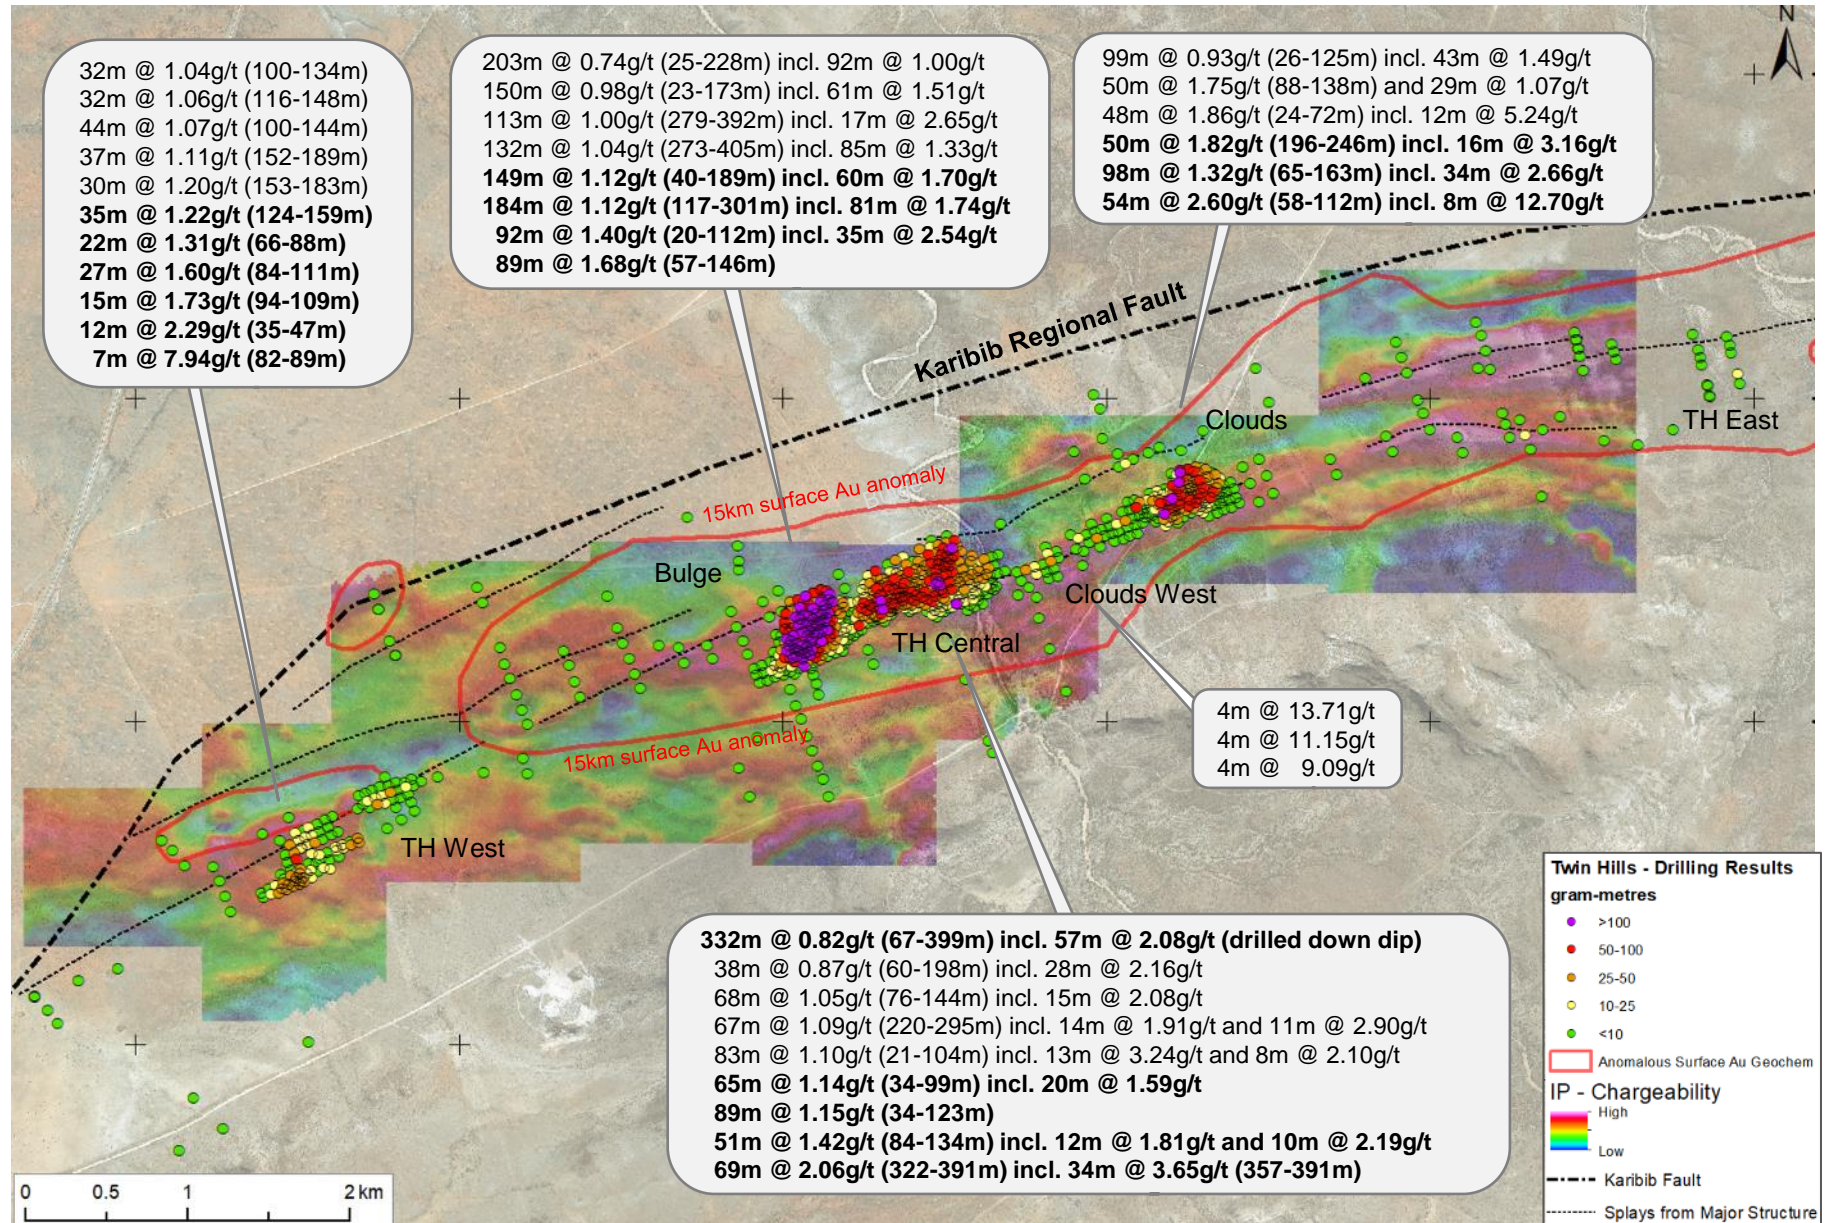 N
32m @ 1.04g/t (100-134m)
32m @ 1.06g/t (116-148m)
44m @ 1.07g/t (100-144m)
37m @ 1.11g/t (152-189m)
30m @ 1.20g/t (153-183m)
35m @ 1.22g/t (124-159m)
22m @ 1.31g/t (66-88m)
27m @ 1.60g/t (84-111m)
15m @ 1.73g/t (94-109m)
12m @ 2.29g/t (35-47m)
7m @ 7.94g/t (82-89m)
203m @ 0.74g/t (25-228m) incl. 92m @ 1.00g/t
150m @ 0.98g/t (23-173m) incl. 61m @ 1.51g/t
113m @ 1.00g/t (279-392m) incl. 17m @ 2.65g/t
132m @ 1.04g/t (273-405m) incl. 85m @ 1.33g/t
149m @ 1.12g/t (40-189m) incl. 60m @ 1.70g/t
184m @ 1.12g/t (117-301m) incl. 81m @ 1.74g/t
92m @ 1.40g/t (20-112m) incl. 35m @ 2.54g/t
89m @ 1.68g/t (57-146m)
99m @ 0.93g/t (26-125m) incl. 43m @ 1.49g/t
50m @ 1.75g/t (88-138m) and 29m @ 1.07g/t
48m @ 1.86g/t (24-72m) incl. 12m @ 5.24g/t
50m @ 1.82g/t (196-246m) incl. 16m @ 3.16g/t
98m @ 1.32g/t (65-163m) incl. 34m @ 2.66g/t
54m @ 2.60g/t (58-112m) incl. 8m @ 12.70g/t
Karibib Regional Fault
Clouds
TH East
15km surface Au anomaly
Bulge
Clouds West
TH Central
15km surface Au anomaly
TH West
4m @ 13.71g/t
4m @ 11.15g/t
4m @ 9.09g/t
332m @ 0.82g/t (67-399m) incl. 57m @ 2.08g/t (drilled down dip)
38m @ 0.87g/t (60-198m) incl. 28m @ 2.16g/t
68m @ 1.05g/t (76-144m) incl. 15m @ 2.08g/t
67m @ 1.09g/t (220-295m) incl. 14m @ 1.91g/t and 11m @ 2.90g/t
83m @ 1.10g/t (21-104m) incl. 13m @ 3.24g/t and 8m @ 2.10g/t
65m @ 1.14g/t (34-99m) incl. 20m @ 1.59g/t
89m @ 1.15g/t (34-123m)
51m @ 1.42g/t (84-134m) incl. 12m @ 1.81g/t and 10m @ 2.19g/t
69m @ 2.06g/t (322-391m) incl. 34m @ 3.65g/t (357-391m)
Twin Hills - Drilling Results
gram-metres
>100
50-100
25-50
10-25
<10
Anomalous Surface Au Geochem
IP - Chargeability
High
Low
Karibib Fault
Splays from Major Structure
0 0.5 1 2 km